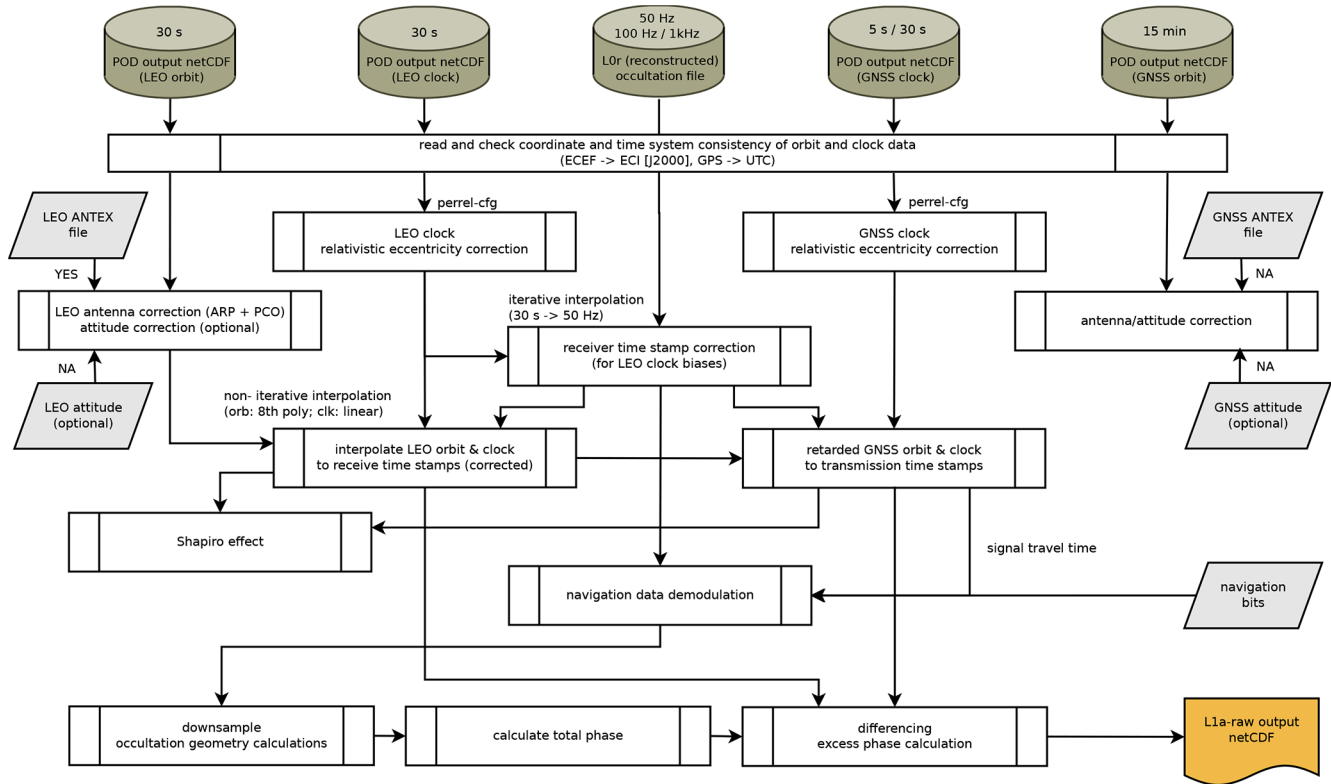 30 s
POD output netCDF
(LEO orbit)
30 s
POD output netCDF
(LEO clock)
50 Hz
100 Hz / 1kHz
L0r (reconstructed)
occultation file
5 s / 30 s
POD output netCDF
(GNSS clock)
15 min
POD output netCDF
(GNSS orbit)
read and check coordinate and time system consistency of orbit and clock data
(ECEF -> ECI [J2000], GPS -> UTC)
LEO ANTEX
file
YES
perrel-cfg
LEO clock
relativistic eccentricity correction
perrel-cfg
GNSS clock
relativistic eccentricity correction
GNSS ANTEX
file
NA
LEO antenna correction (ARP + PCO)
attitude correction (optional)
iterative interpolation
(30 s -> 50 Hz)
receiver time stamp correction
(for LEO clock biases)
antenna/attitude correction
NA
LEO attitude
(optional)
non- iterative interpolation
(orb: 8th poly; clk: linear)
NA
GNSS attitude
(optional)
interpolate LEO orbit & clock
to receive time stamps (corrected)
retarded GNSS orbit & clock
to transmission time stamps
Shapiro effect
signal travel time
navigation data demodulation
navigation
bits
downsample
occultation geometry calculations
calculate total phase
differencing
excess phase calculation
L1a-raw output
netCDF